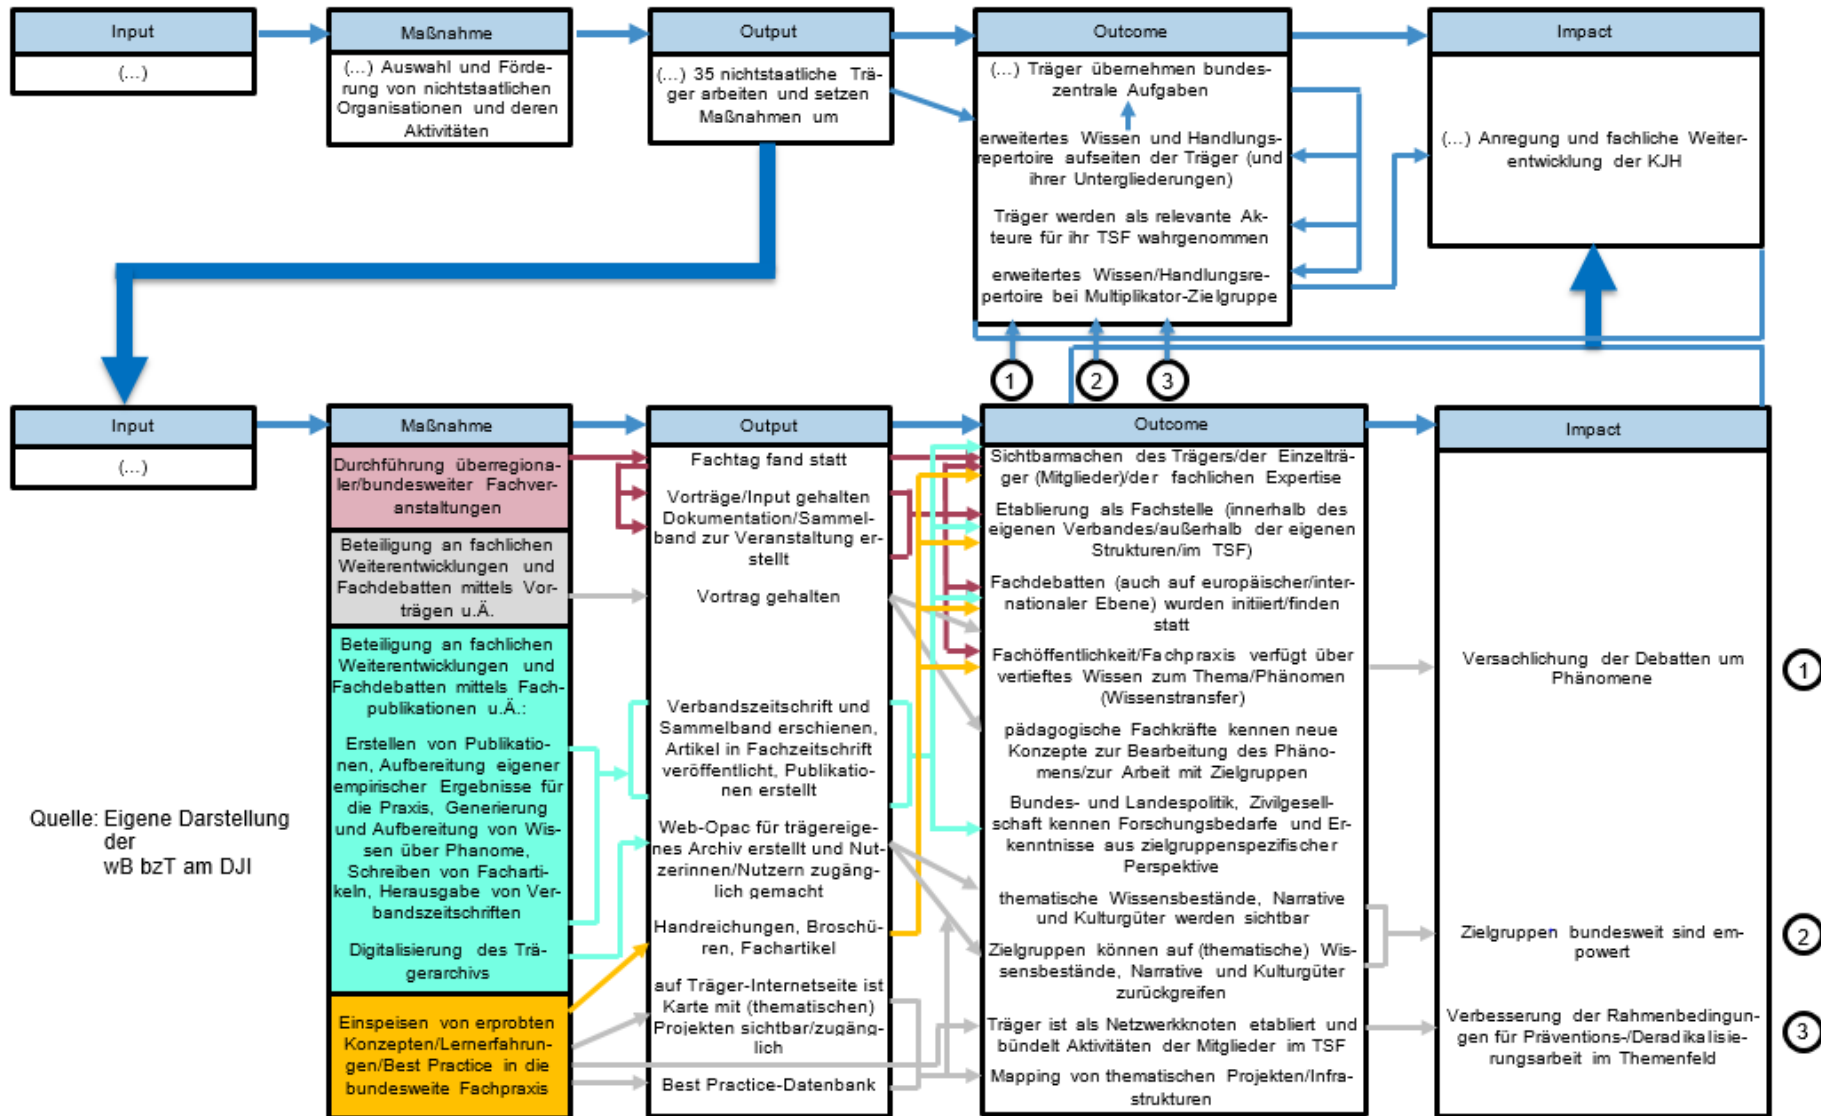 Input
(...)
Maßnahme
(...) Auswahl und Förde-
rung von nichtstaatlichen
Organisationen und deren
Aktivitäten
Output
(...) 35 nichtstaatliche Trä-
ger arbeiten und setzen
Maßnahmen um
Outcome
(...) Träger übernehmen bundes-
zentrale Aufgaben
erweitertes Wissen und Handlungs-
repertoire aufseiten der Träger (und
ihrer Untergliederungen)
Träger werden als relevante Ak-
teure für ihr TSF wahrgenommen
erweitertes Wissen/Handlungsre-
pertoire bei Multiplikator-Zielgruppe
Impact
(...) Anregung und fachliche Weiter-
entwicklung der KJH
1
2
3
Input
(...)
Maßnahme
Durchführung überregiona-
ler/bundesweiter Fachver-
anstaltungen
Beteiligung an fachlichen
Weiterentwicklungen und
Fachdebatten mittels Vor-
trägen u.Ä.
Beteiligung an fachlichen
Weiterentwicklungen und
Fachdebatten mittels Fach-
publikationen u.Ä.:
Erstellen von Publikatio-
nen, Aufbereitung eigener
empirischer Ergebnisse für
die Praxis, Generierung
und Aufbereitung von Wis-
sen über Phanome,
Schreiben von Facharti-
keln, Herausgabe von Ver-
bandszeitschriften
Digitalisierung des Trä-
gerarchivs
Einspeisen von erprobten
Konzepten/Lernerfahrun-
gen/Best Practice in die
bundesweite Fachpraxis
Output
Fachtag fand statt
Vorträge/Input gehalten
Dokumentation/Sammel-
band zur Veranstaltung er-
stellt
Vortrag gehalten
Verbandszeitschrift und
Sammelband erschienen,
Artikel in Fachzeitschrift
veröffentlicht, Publikatio-
nen erstellt
Web-Opac für trägereige-
nes Archiv erstellt und Nut-
zerinnen/Nutzern zugäng-
lich gemacht
Handreichungen, Broschü-
ren, Fachartikel
auf Träger-Internetseite ist
Karte mit (thematischen)
Projekten sichtbar/zugäng-
lich
Best Practice-Datenbank
Outcome
Sichtbarmachen des Trägers/der Einzelträ-
ger (Mitglieder)/der fachlichen Expertise
Etablierung als Fachstelle (innerhalb des
eigenen Verbandes/außerhalb der eigenen
Strukturen/im TSF)
Fachdebatten (auch auf europäischer/inter-
nationaler Ebene) wurden initiiert/finden
statt
Fachöffentlichkeit/Fachpraxis verfügt über
vertieftes Wissen zum Thema/Phänomen
(Wissenstransfer)
pädagogische Fachkräfte kennen neue
Konzepte zur Bearbeitung des Phäno-
mens/zur Arbeit mit Zielgruppen
Bundes- und Landespolitik, Zivilgesell-
schaft kennen Forschungsbedarfe und Er-
kenntnisse aus zielgruppenspezifischer
Perspektive
thematische Wissensbestände, Narrative
und Kulturgüter werden sichtbar
Zielgruppen können auf (thematische) Wis-
sensbestände, Narrative und Kulturgüter
zurückgreifen
Träger ist als Netzwerkknoten etabliert und
bündelt Aktivitäten der Mitglieder im TSF
Mapping von thematischen Projekten/Infra-
strukturen
Impact
Versachlichung der Debatten um
Phänomene
Zielgruppen bundesweit sind em-
powert
Verbesserung der Rahmenbedingun-
gen für Präventions-/Deradikalisie-
rungsarbeit im Themenfeld
1
2
3
Quelle: Eigene Darstellung
der
wB bzT am DJI